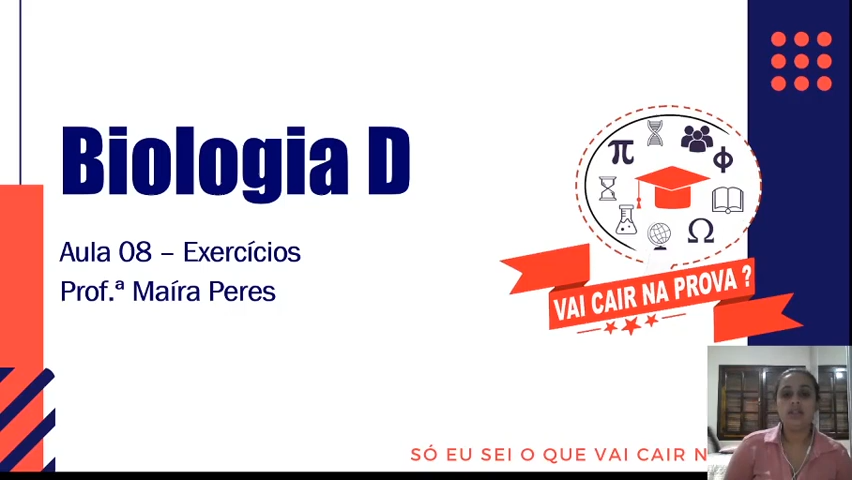 Biologia D
Aula 08 – Exercícios
Prof.ª Maíra Peres
π
Φ
Ω
VAI CAIR NA PROVA ?
SÓ EU SEI O QUE VAI CAIR N